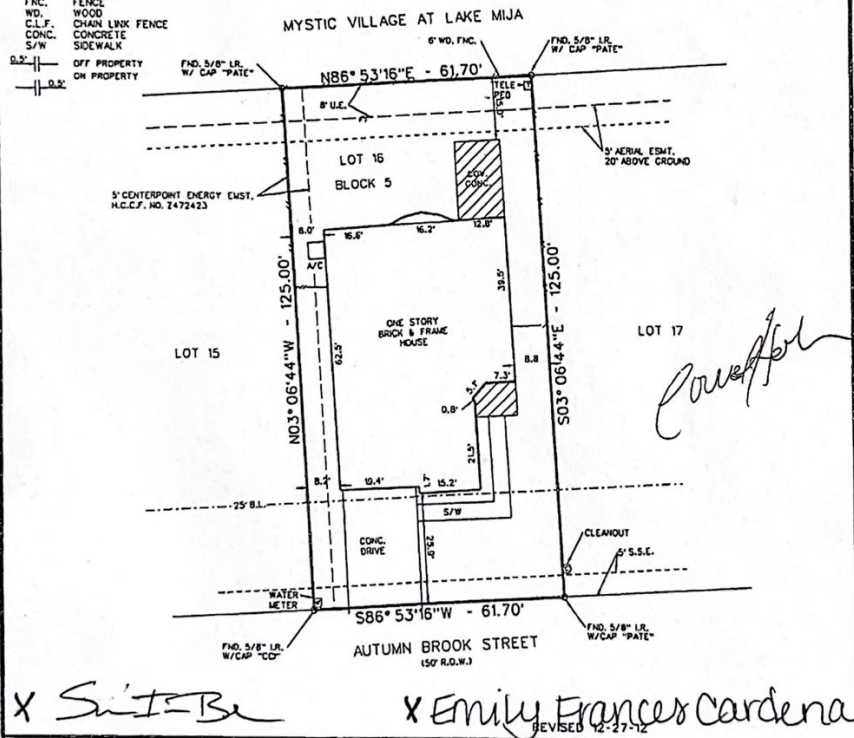 FNC. FENCE
WD. WOOD
C.L.F. CHAIN LINK FENCE
CONC. CONCRETE
S/W SIDEWALK
0.5' OFF PROPERTY
0.5' ON PROPERTY
MYSTIC VILLAGE AT LAKE MIJA
FND. 5/8" I.R.
W/ CAP "PATE"
6' WD. FNC.
FND. 5/8" I.R.
W/ CAP "PATE"
N86° 53'16"E - 61.70'
TELE
PED
T
8' U.E.
5.0'
5' AERIAL ESMT.
20' ABOVE GROUND
LOT 16
BLOCK 5
COV.
CONC.
5' CENTERPOINT ENERGY EMST.
H.C.C.F. NO. Z472423
8.0'
16.6'
16.2'
12.8'
A/C
N03° 06'44"W - 125.00'
62.5'
39.5'
S03° 06'44"E - 125.00'
ONE STORY
BRICK & FRAME
HOUSE
LOT 15
LOT 17
8.8
7.3'
0.8'
21.5'
8.2'
19.4'
1.7'
15.2'
25' B.L.
S/W
CONC.
DRIVE
25.9'
CLEANOUT
5' S.S.E.
WATER
METER
S86° 53'16"W - 61.70'
FND. 5/8" I.R.
W/CAP "CCI"
FND. 5/8" I.R.
W/CAP "PATE"
AUTUMN BROOK STREET
(50' R.O.W.)
X
X Emily Frances Cardena
REVISED 12-27-12